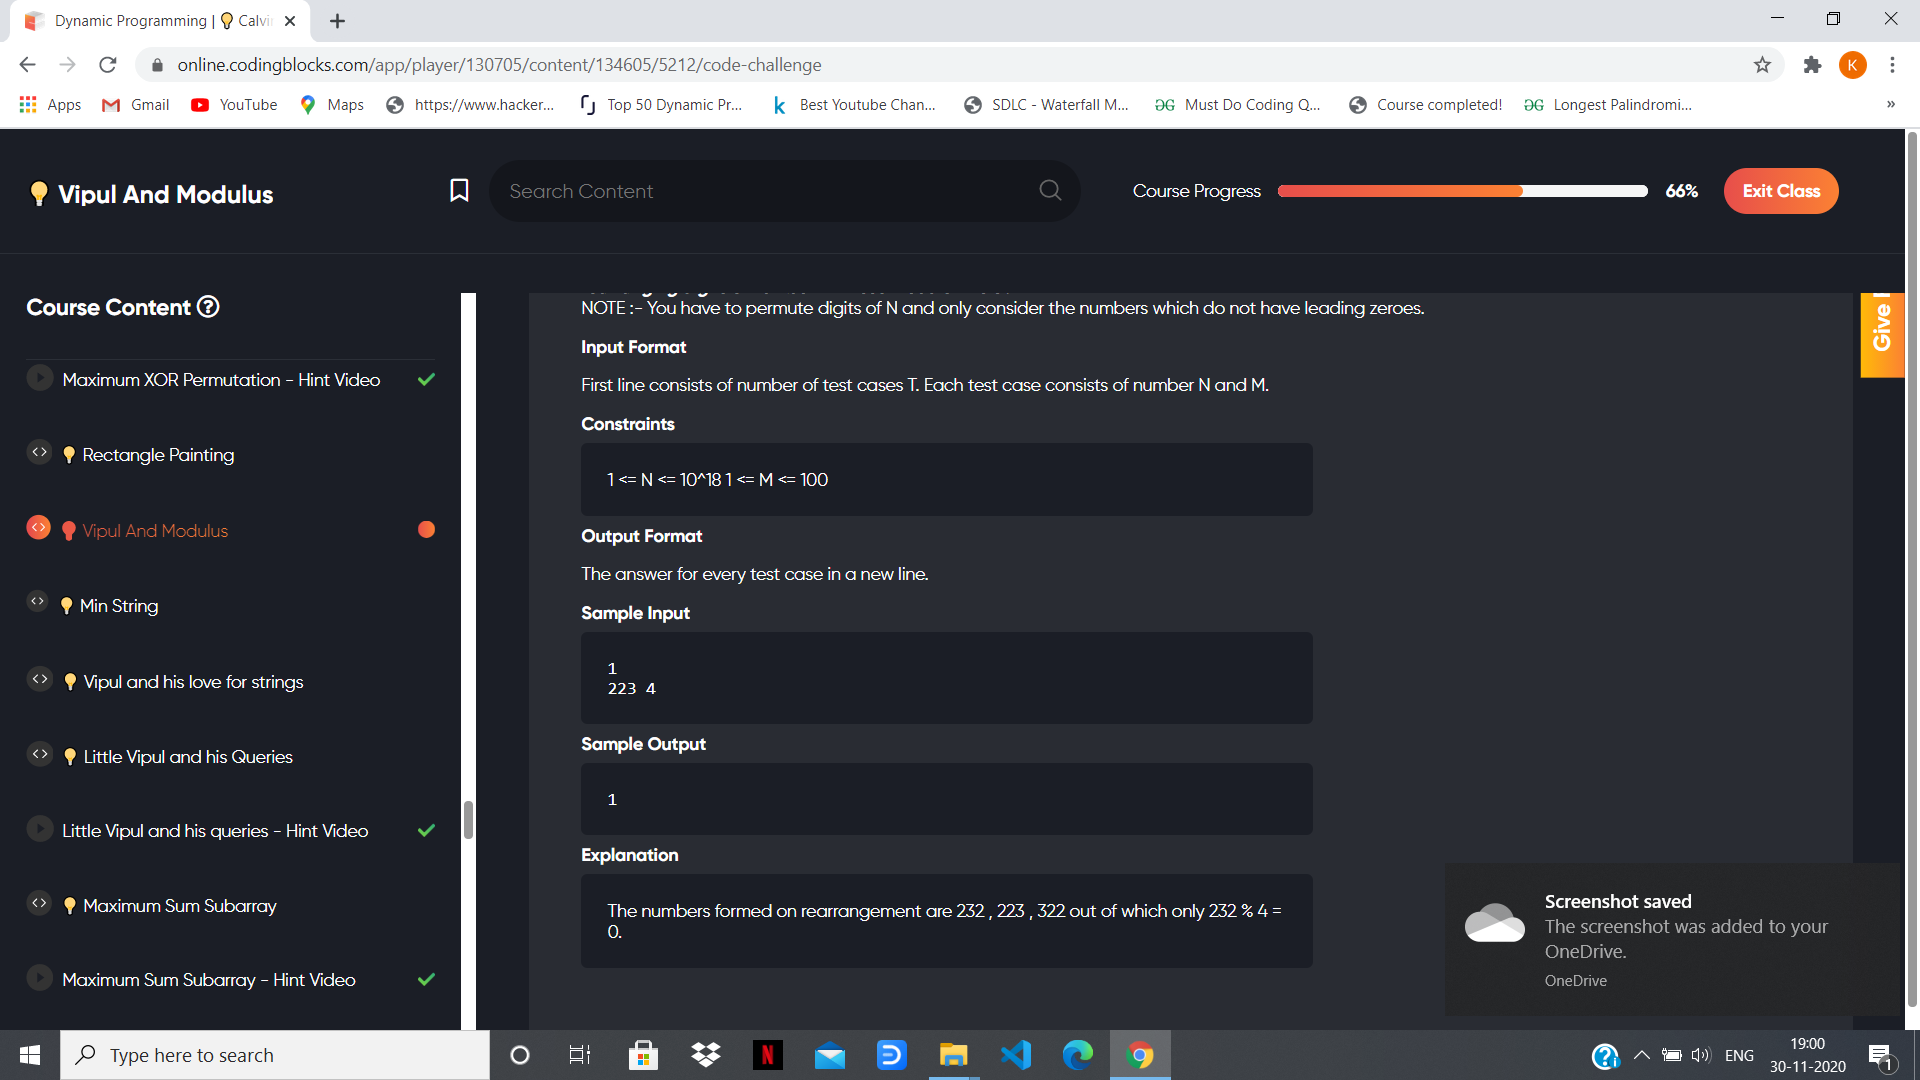 Dynamic Programming | Calvi
online.codingblocks.com/app/player/130705/content/134605/5212/code-challenge
K
Apps
Gmail
YouTube
Maps
https://www.hacker...
Top 50 Dynamic Pr...
Best Youtube Chan...
SDLC - Waterfall M...
Must Do Coding Q...
Course completed!
Longest Palindromi...
»
Vipul And Modulus
Search Content
Course Progress
66%
Exit Class
Course Content
Maximum XOR Permutation - Hint Video
Rectangle Painting
Vipul And Modulus
Min String
Vipul and his love for strings
Little Vipul and his Queries
Little Vipul and his queries - Hint Video
Maximum Sum Subarray
Maximum Sum Subarray - Hint Video
NOTE :- You have to permute digits of N and only consider the numbers which do not have leading zeroes.
Input Format
First line consists of number of test cases T. Each test case consists of number N and M.
Constraints
1 <= N <= 10^18 1 <= M <= 100
Output Format
The answer for every test case in a new line.
Sample Input
1
223 4
Sample Output
1
Explanation
The numbers formed on rearrangement are 232 , 223 , 322 out of which only 232 % 4 =
0.
Give
Screenshot saved
The screenshot was added to your
OneDrive.
OneDrive
Type here to search
ENG
19:00
30-11-2020
1